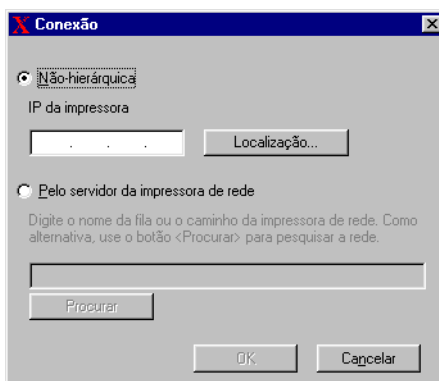 Conexão
Não-hierárquica
IP da impressora
. . .
Localização...
Pelo servidor da impressora de rede
Digite o nome da fila ou o caminho da impressora de rede. Como
alternativa, use o botão <Procurar> para pesquisar a rede.
Procurar
OK
Cancelar